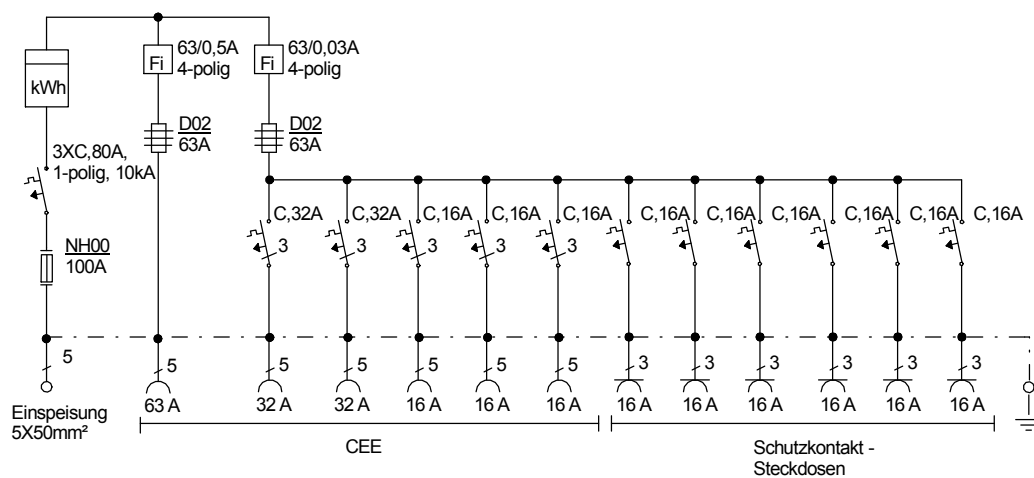 63/0,5A
4-polig
63/0,03A
4-polig
Fi
Fi
kWh
D02
63A
D02
63A
3XC,80A,
1-polig, 10kA
C,32A
C,32A
C,16A
C,16A
C,16A
C,16A
C,16A
C,16A
C,16A
C,16A
C,16A
3
3
3
3
3
NH00
100A
5
5
5
5
5
5
5
3
3
3
3
3
3
63 A
32 A
32 A
16 A
16 A
16 A
16 A
16 A
16 A
16 A
16 A
16 A
Einspeisung
5X50mm²
CEE
Schutzkontakt -
Steckdosen